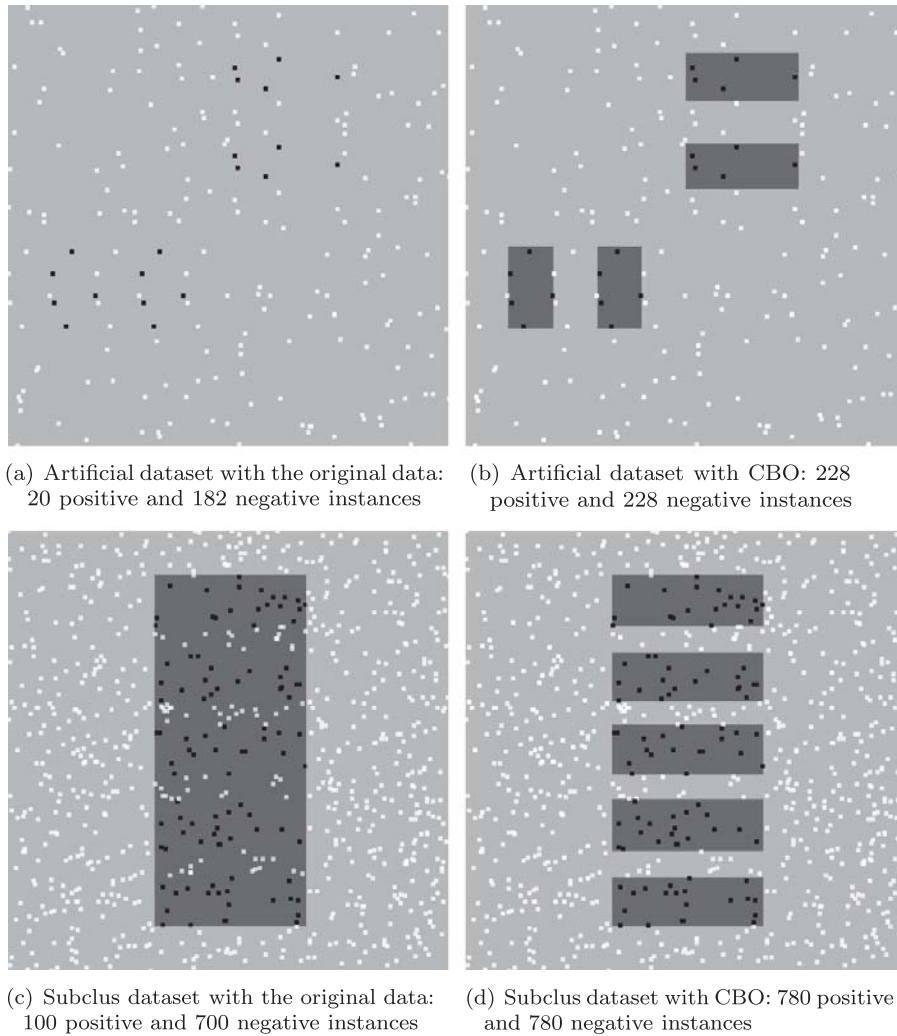 (a) Artificial dataset with the original data:
20 positive and 182 negative instances
(b) Artificial dataset with CBO: 228
positive and 228 negative instances
(c) Subclus dataset with the original data:
100 positive and 700 negative instances
(d) Subclus dataset with CBO: 780 positive
and 780 negative instances